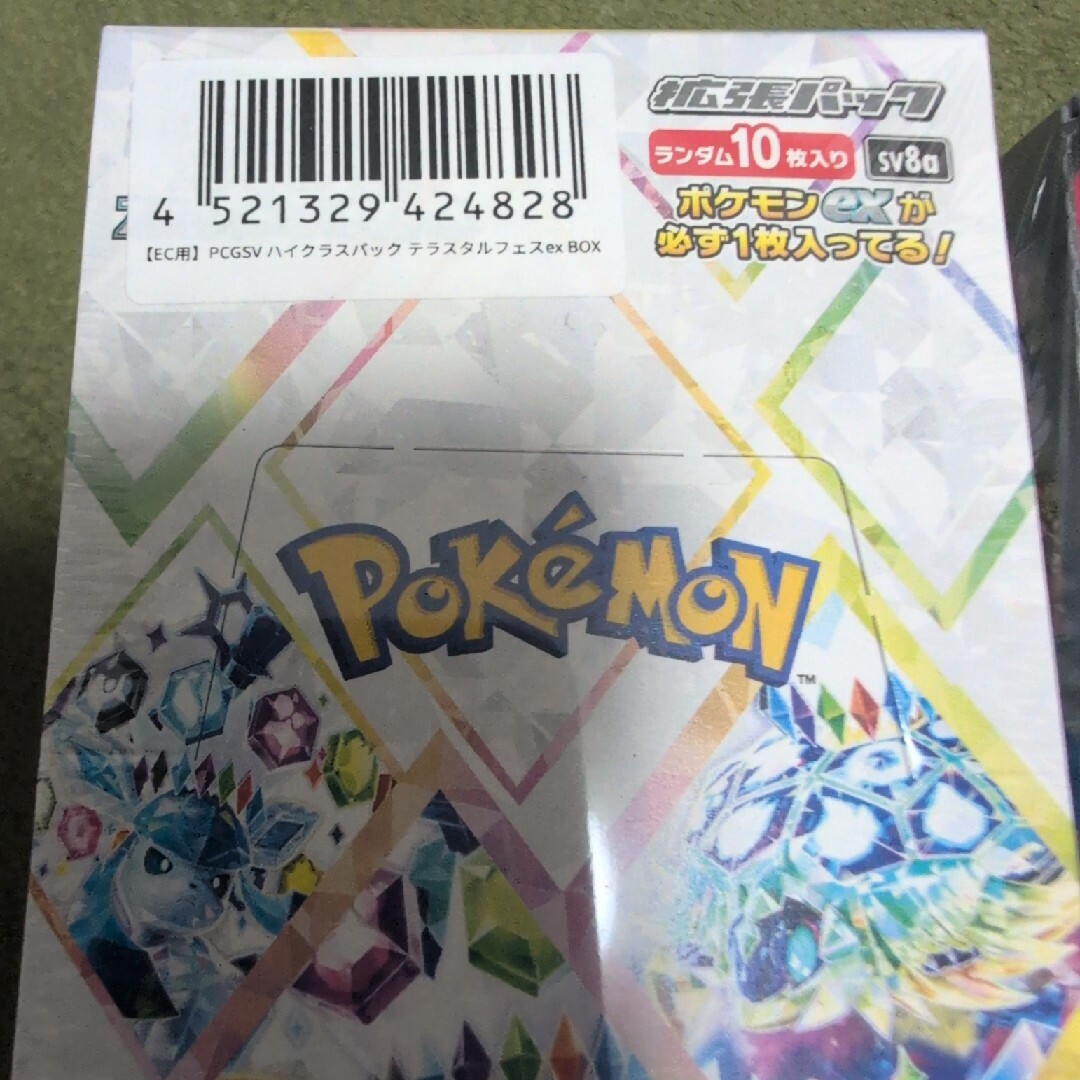 4 521329 424828
【EC用】PCGSV ハイクラスパック テラスタルフェスex BOX
拡張パック
ランダム10枚入り
SV8a
ポケモンexが
必ず1枚入ってる!
POKéMON
TM